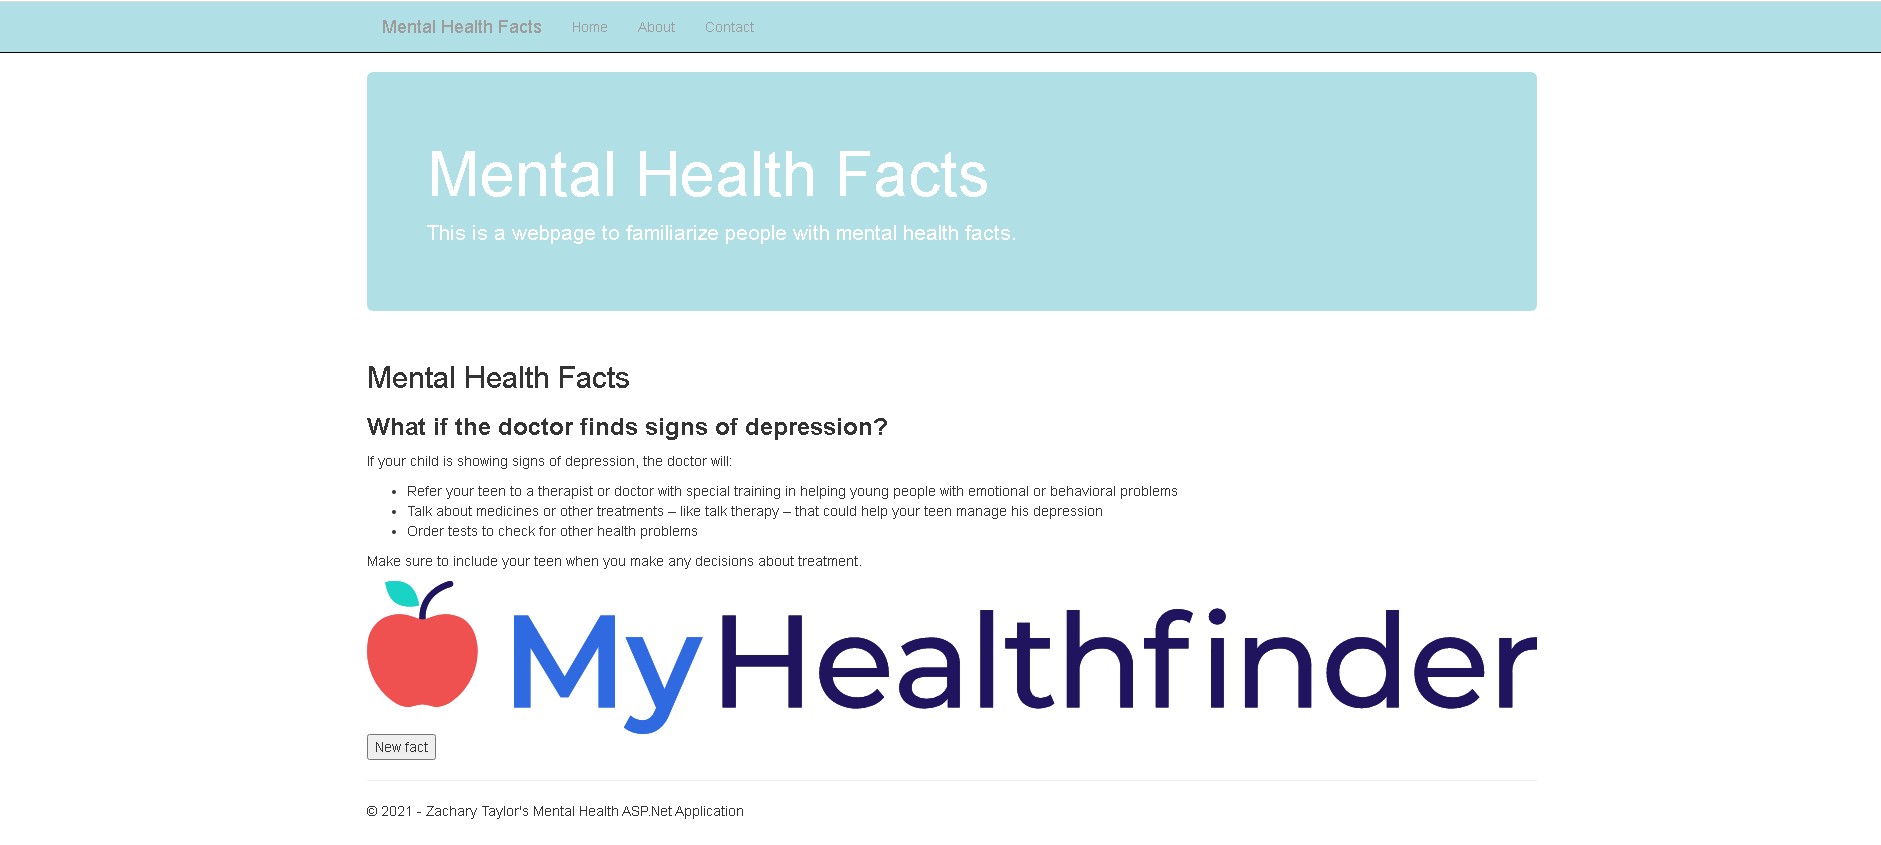 Mental Health Facts Home About Contact
Mental Health Facts
This is a webpage to familiarize people with mental health facts.
Mental Health Facts
What if the doctor finds signs of depression?
If your child is showing signs of depression, the doctor will:
• Refer your teen to a therapist or doctor with special training in helping young people with emotional or behavioral problems
• Talk about medicines or other treatments – like talk therapy – that could help your teen manage his depression
• Order tests to check for other health problems
Make sure to include your teen when you make any decisions about treatment.
MyHealthfinder
New fact
© 2021 - Zachary Taylor's Mental Health ASP.Net Application